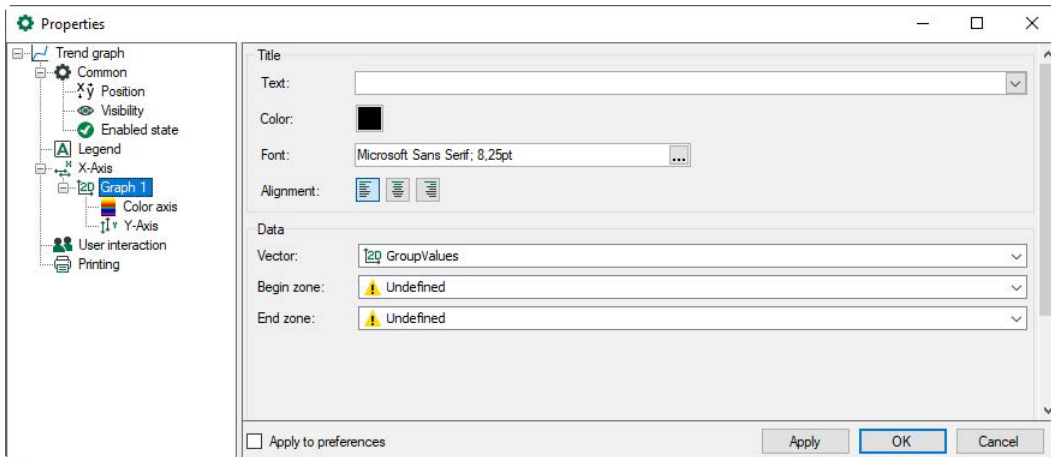 Properties
Trend graph
Common
Position
Visibility
Enabled state
Legend
X-Axis
Graph 1
Color axis
Y-Axis
User interaction
Printing
Title
Text:
Color:
Font: Microsoft Sans Serif; 8,25pt ...
Alignment:
Data
Vector: 2D GroupValues
Begin zone: Undefined
End zone: Undefined
Apply to preferences
Apply OK Cancel